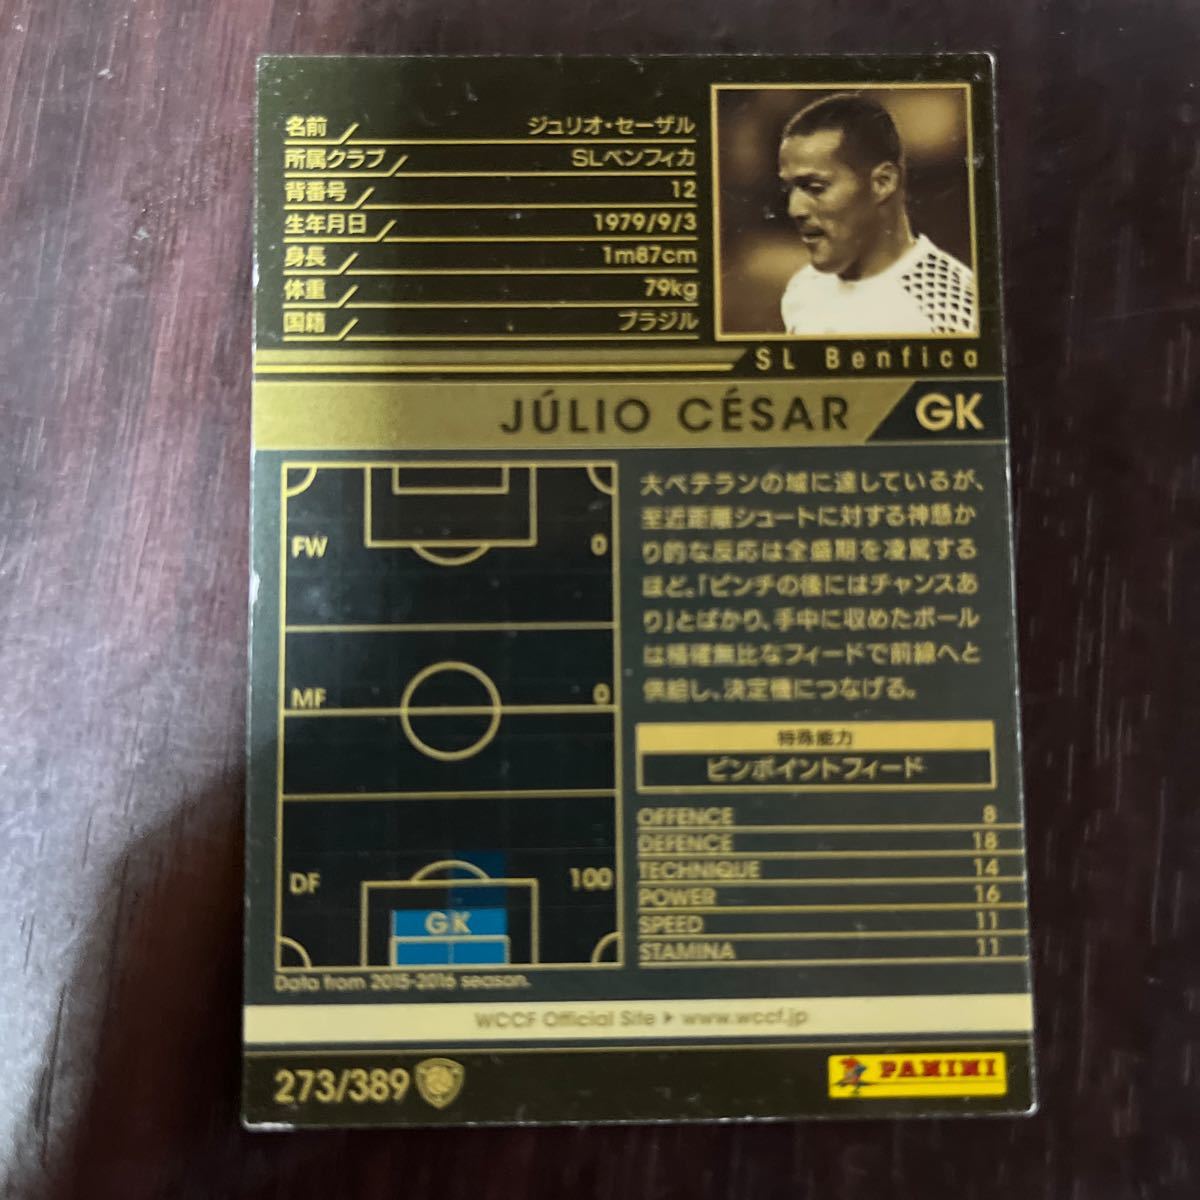 名前 ジュリオ・セーザル
所属クラブ SLベンフィカ
背番号 12
生年月日 1979/9/3
身長 1m87cm
体重 79kg
国籍 ブラジル
SL Benfica
JÚLIO CÉSAR GK
大ベテランの域に達しているが、
至近距離シュートに対する神懸か
り的な反応は全盛期を凌駕する
ほど。「ピンチの後にはチャンスあ
り」とばかり、手中に収めたボール
は精確無比なフィードで前線へと
供給し、決定機につなげる。
FW 0
MF 0
DF 100
GK
特殊能力
ピンポイントフィード
OFFENCE 8
DEFENCE 18
TECHNIQUE 14
POWER 16
SPEED 11
STAMINA 11
Data from 2015-2016 season.
WCCF Official Site ▶ www.wccf.jp
273/389
PANINI